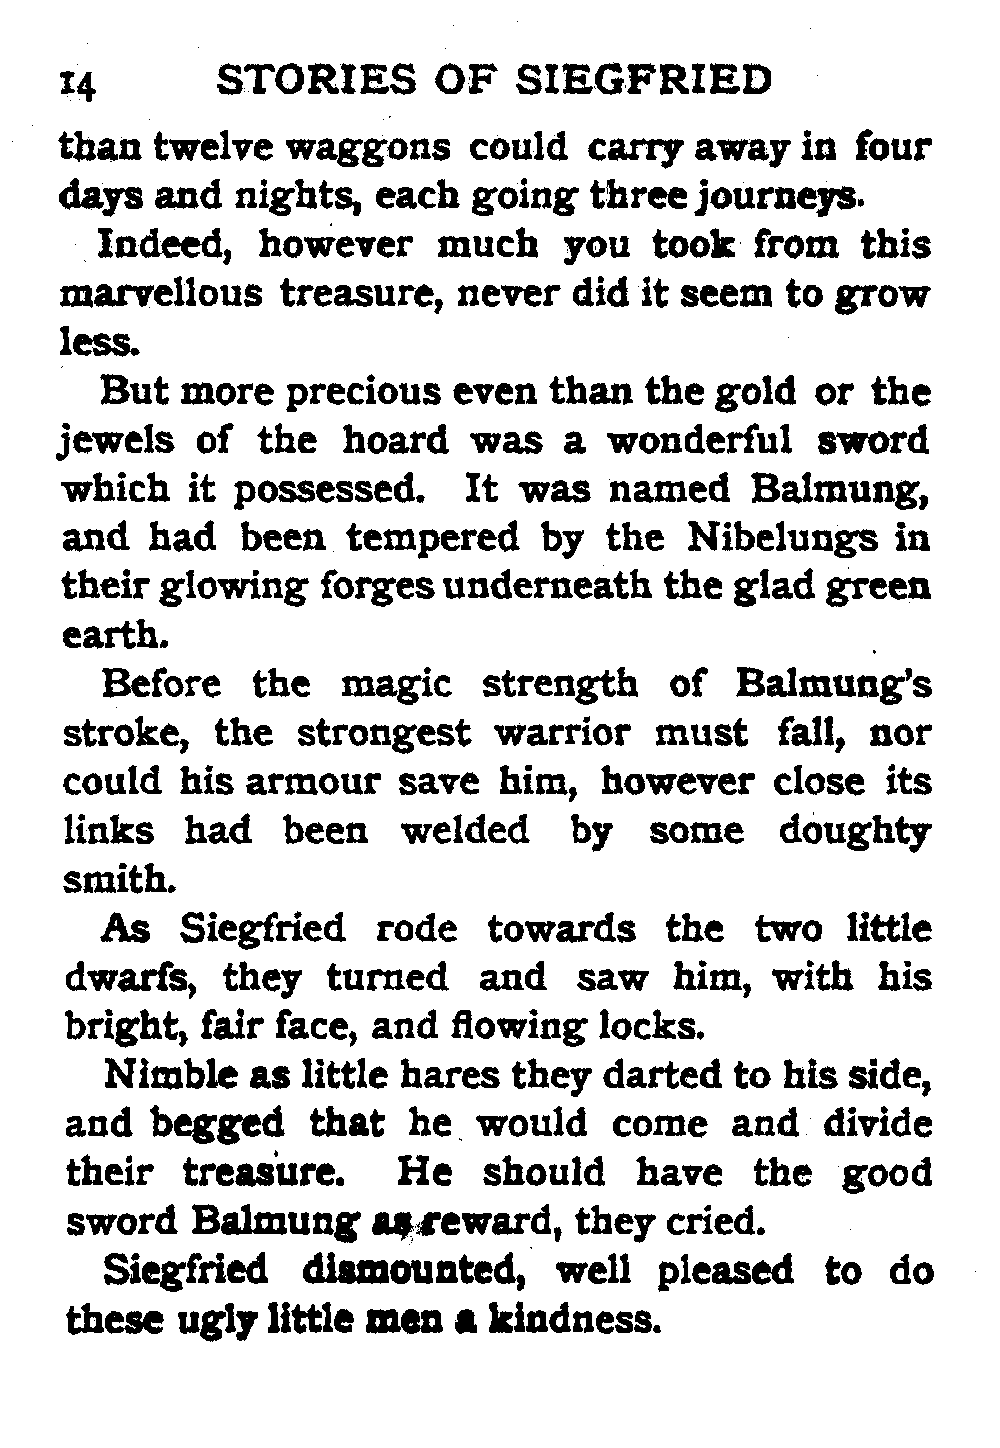 14 STORIES OF SIEGFRIED
than twelve waggons could carry away in four
days and nights, each going three journeys.
Indeed, however much you took from this
marvellous treasure, never did it seem to grow
less.
But more precious even than the gold or the
jewels of the hoard was a wonderful sword
which it possessed. It was named Balmung,
and had been tempered by the Nibelungs in
their glowing forges underneath the glad green
earth.
Before the magic strength of Balmung's
stroke, the strongest warrior must fall, nor
could his armour save him, however close its
links had been welded by some doughty
smith.
As Siegfried rode towards the two little
dwarfs, they turned and saw him, with his
bright, fair face, and flowing locks.
Nimble as little hares they darted to his side,
and begged that he would come and divide
their treasure. He should have the good
sword Balmung as reward, they cried.
Siegfried dismounted, well pleased to do
these ugly little men a kindness.